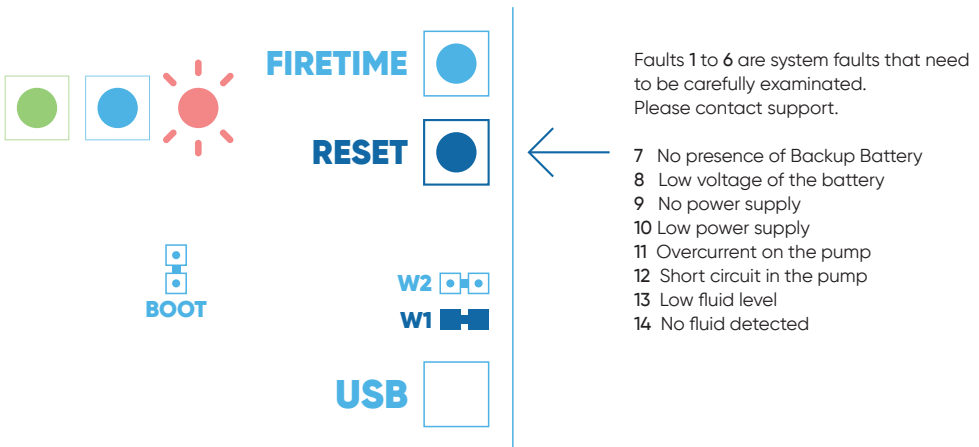 FIRETIME
RESET
BOOT
W2
W1
USB
Faults 1 to 6 are system faults that need
to be carefully examinated.
Please contact support.
7 No presence of Backup Battery
8 Low voltage of the battery
9 No power supply
10 Low power supply
11 Overcurrent on the pump
12 Short circuit in the pump
13 Low fluid level
14 No fluid detected